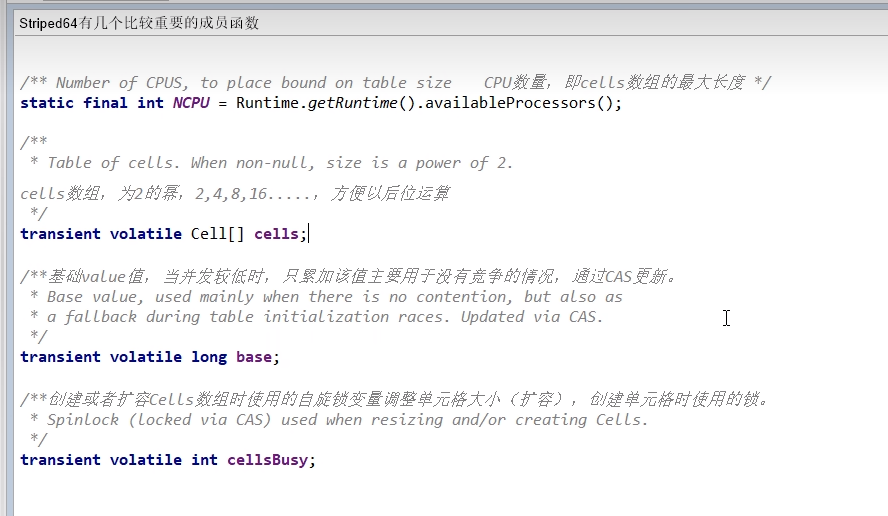 Striped64有几个比较重要的成员函数
/** Number of CPUS, to place bound on table size    CPU数量，即cells数组的最大长度 */
static final int NCPU = Runtime.getRuntime().availableProcessors();
/**
 * Table of cells. When non-null, size is a power of 2.
cells数组，为2的幂，2,4,8,16.....，方便以后位运算
 */
transient volatile Cell[] cells;
/**基础value值，当并发较低时，只累加该值主要用于没有竞争的情况，通过CAS更新。
 * Base value, used mainly when there is no contention, but also as
 * a fallback during table initialization races. Updated via CAS.
 */
transient volatile long base;
/**创建或者扩容Cells数组时使用的自旋锁变量调整单元格大小（扩容），创建单元格时使用的锁。
 * Spinlock (locked via CAS) used when resizing and/or creating Cells.
 */
transient volatile int cellsBusy;